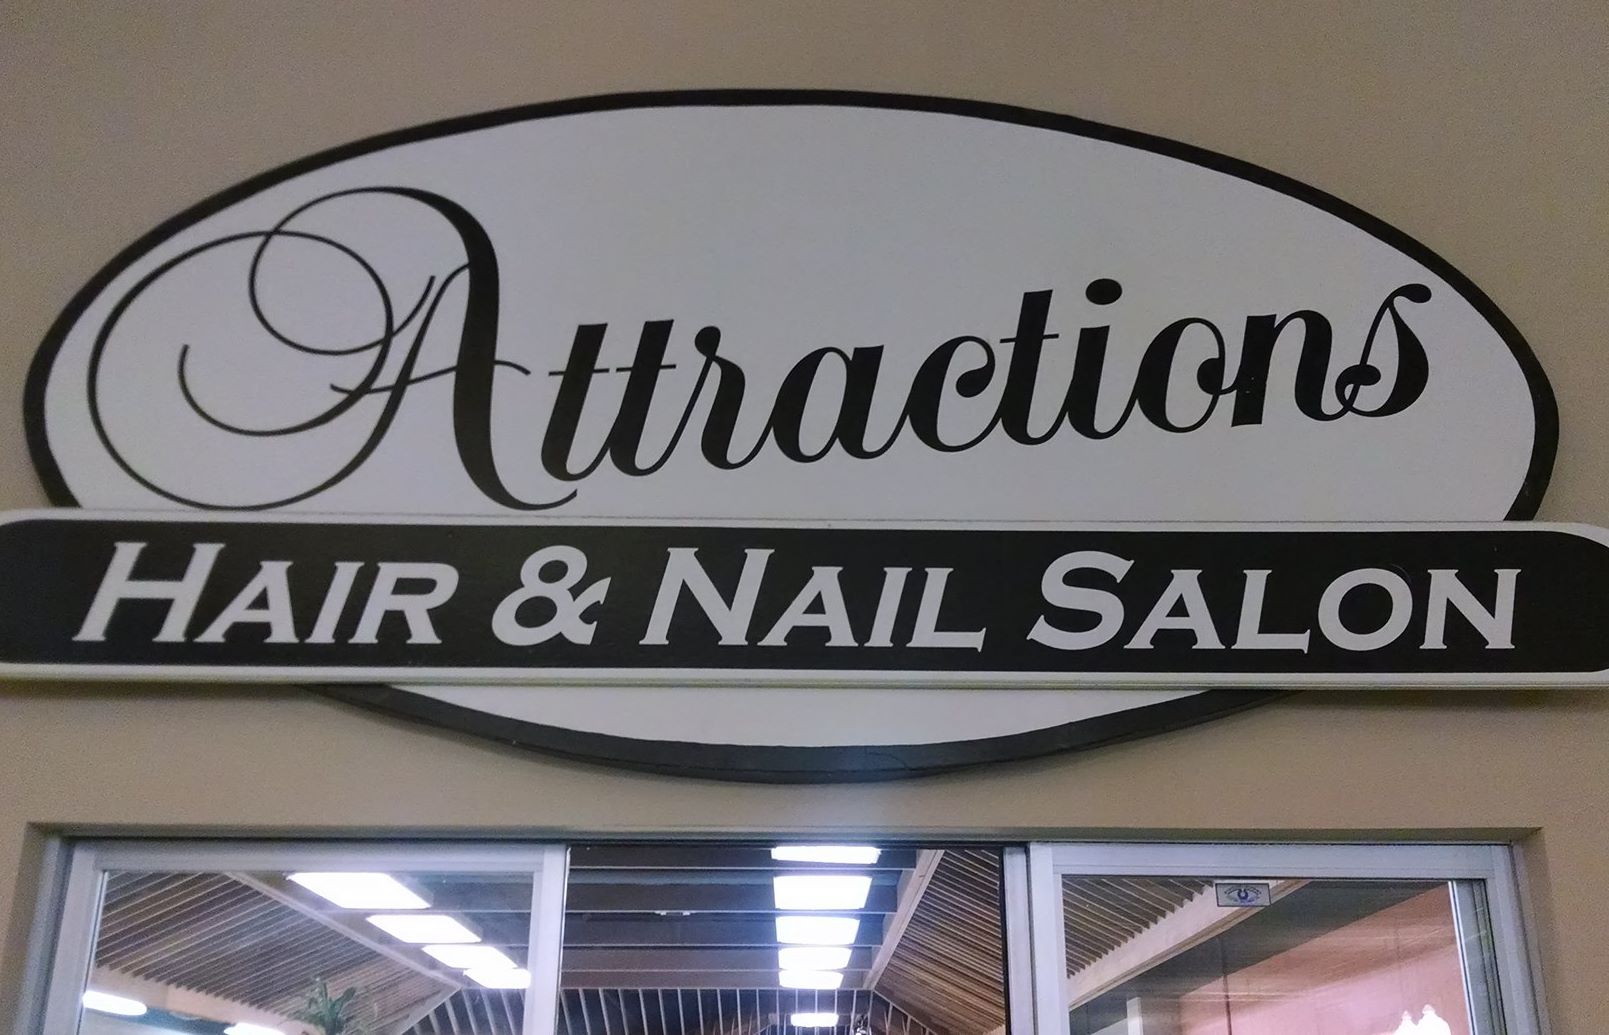 Attractions
HAIR & NAIL SALON